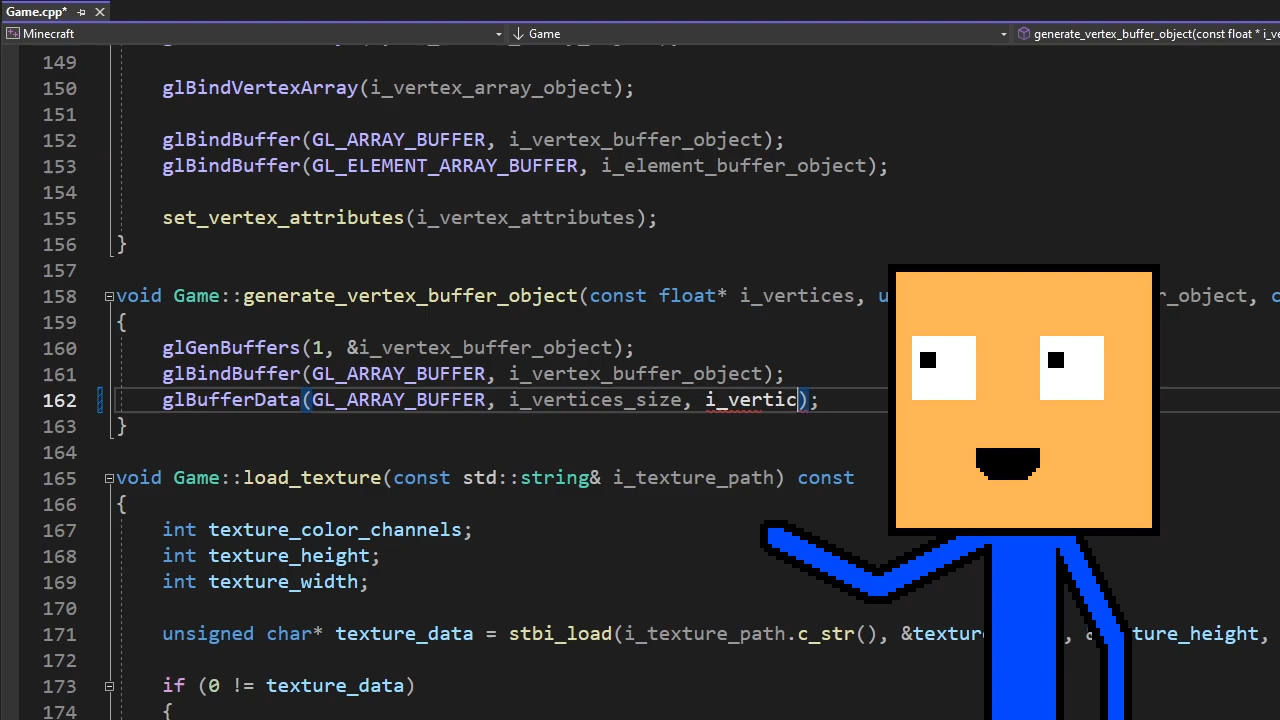 Game.cpp*
Minecraft Game generate_vertex_buffer_object(const float * i_ve
149
150 glBindVertexArray(i_vertex_array_object);
151
152 glBindBuffer(GL_ARRAY_BUFFER, i_vertex_buffer_object);
153 glBindBuffer(GL_ELEMENT_ARRAY_BUFFER, i_element_buffer_object);
154
155 set_vertex_attributes(i_vertex_attributes);
156 }
157
158 void Game::generate_vertex_buffer_object(const float* i_vertices, u er_object, c
159 {
160 glGenBuffers(1, &i_vertex_buffer_object);
161 glBindBuffer(GL_ARRAY_BUFFER, i_vertex_buffer_object);
162 glBufferData(GL_ARRAY_BUFFER, i_vertices_size, i_vertic);
163 }
164
165 void Game::load_texture(const std::string& i_texture_path) const
166 {
167 int texture_color_channels;
168 int texture_height;
169 int texture_width;
170
171 unsigned char* texture_data = stbi_load(i_texture_path.c_str(), &textur , & ture_height,
172
173 if (0 != texture_data)
174 {